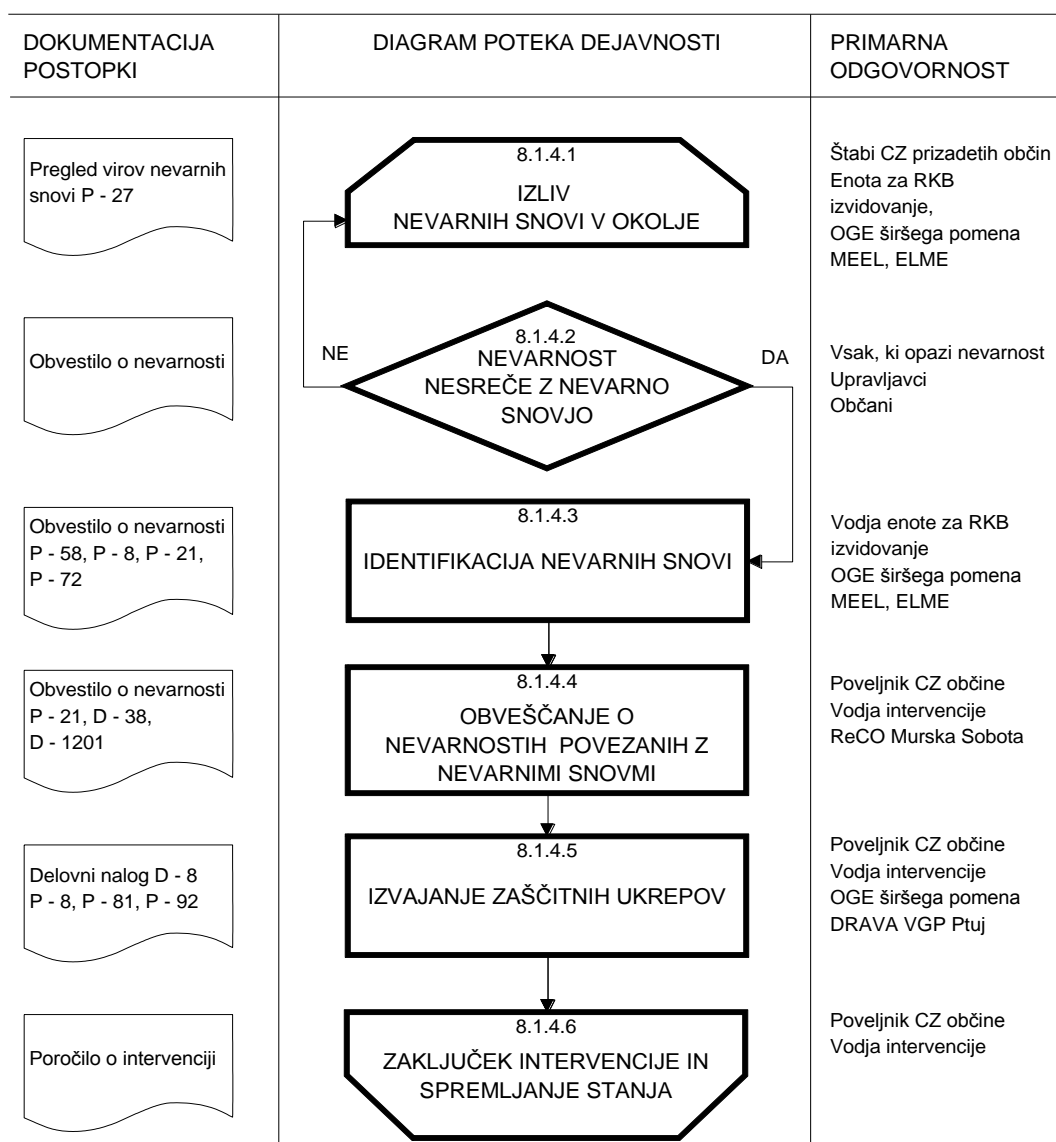 DOKUMENTACIJA
POSTOPKI
DIAGRAM POTEKA DEJAVNOSTI
PRIMARNA
ODGOVORNOST
Pregled virov nevarnih
snovi P - 27
8.1.4.1
IZLIV
NEVARNIH SNOVI V OKOLJE
Štabi CZ prizadetih občin
Enota za RKB
izvidovanje,
OGE širšega pomena
MEEL, ELME
Obvestilo o nevarnosti
NE
8.1.4.2
NEVARNOST
NESREČE Z NEVARNO
SNOVJO
DA
Vsak, ki opazi nevarnost
Upravljavci
Občani
Obvestilo o nevarnosti
P - 58, P - 8, P - 21,
P - 72
8.1.4.3
IDENTIFIKACIJA NEVARNIH SNOVI
Vodja enote za RKB
izvidovanje
OGE širšega pomena
MEEL, ELME
Obvestilo o nevarnosti
P - 21, D - 38,
D - 1201
8.1.4.4
OBVEŠČANJE O
NEVARNOSTIH POVEZANIH Z
NEVARNIMI SNOVMI
Poveljnik CZ občine
Vodja intervencije
ReCO Murska Sobota
Delovni nalog D - 8
P - 8, P - 81, P - 92
8.1.4.5
IZVAJANJE ZAŠČITNIH UKREPOV
Poveljnik CZ občine
Vodja intervencije
OGE širšega pomena
DRAVA VGP Ptuj
Poročilo o intervenciji
8.1.4.6
ZAKLJUČEK INTERVENCIJE IN
SPREMLJANJE STANJA
Poveljnik CZ občine
Vodja intervencije